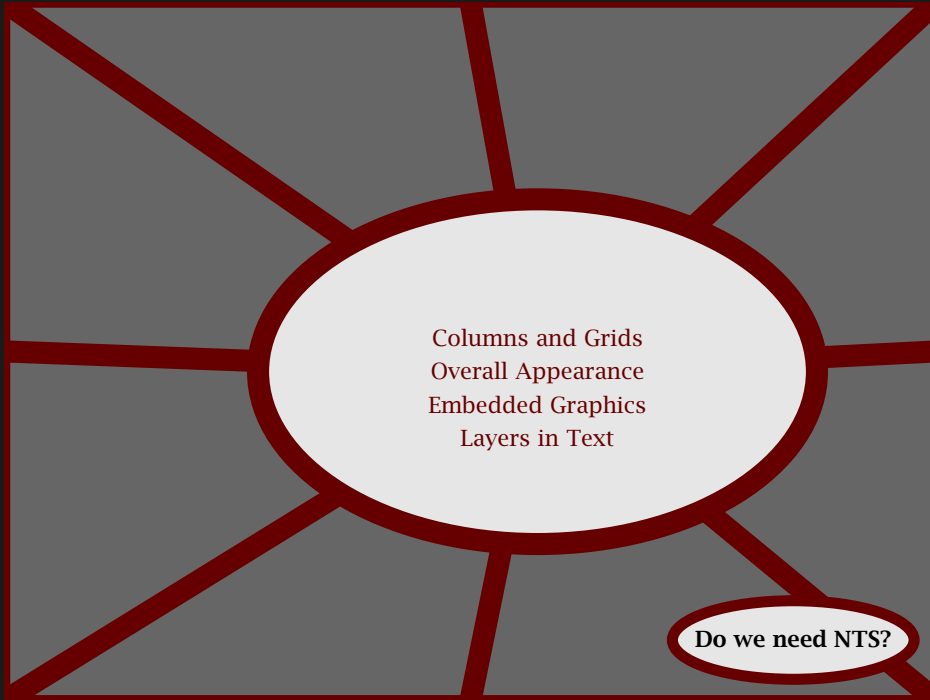 Columns and Grids
Overall Appearance
Embedded Graphics
Layers in Text
Do we need NTS?